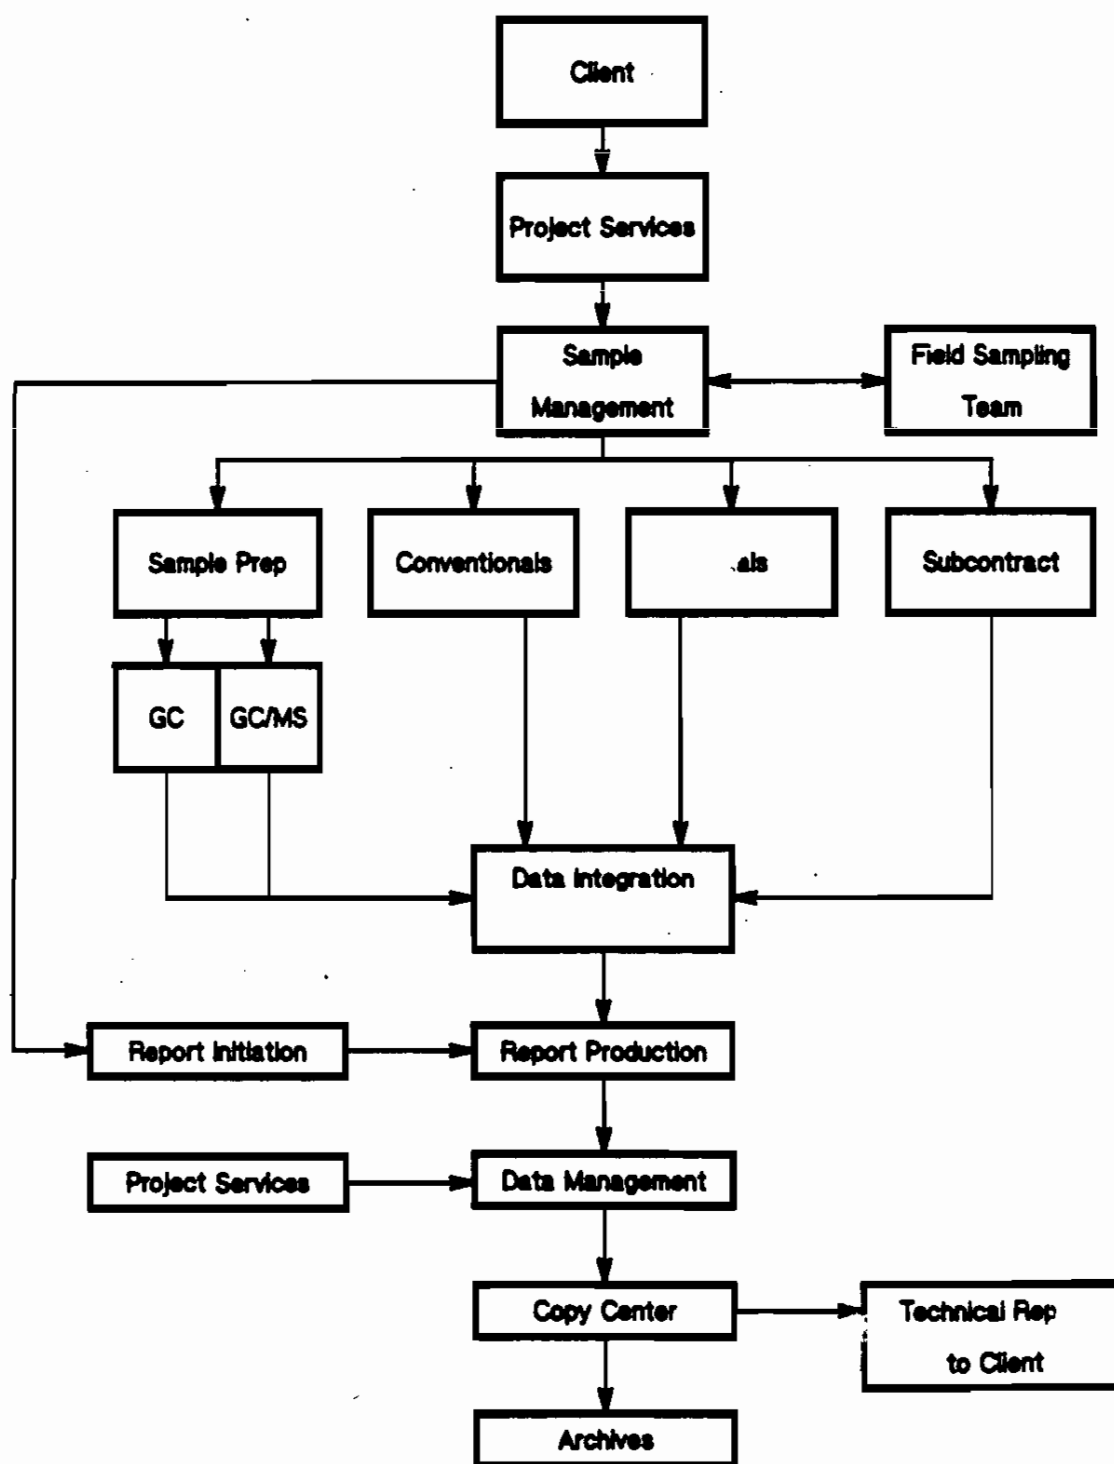 Client
Project Services
Sample
Management
Field Sampling
Team
Sample Prep
Conventionals
als
Subcontract
GC
GC/MS
Data Integration
Report Initiation
Report Production
Project Services
Data Management
Copy Center
Technical Rep
to Client
Archives